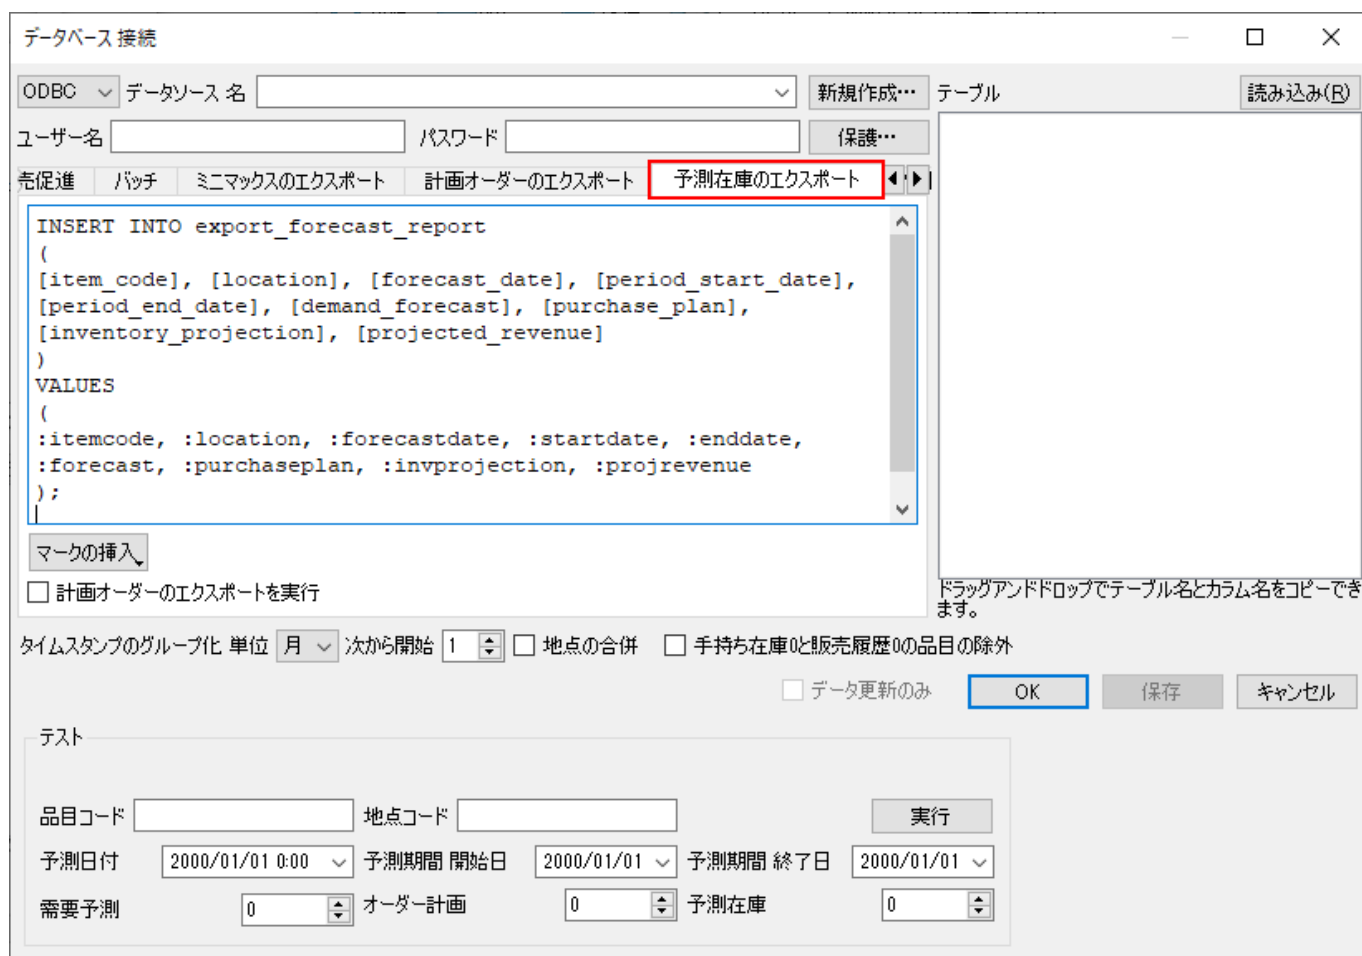 データベース 接続
ODBC データソース 名 新規作成… テーブル 読み込み(R)
ユーザー名 パスワード 保護…
売促進 バッチ ミニマックスのエクスポート 計画オーダーのエクスポート 予測在庫のエクスポート
INSERT INTO export_forecast_report
(
[item_code], [location], [forecast_date], [period_start_date],
[period_end_date], [demand_forecast], [purchase_plan],
[inventory_projection], [projected_revenue]
)
VALUES
(
:itemcode, :location, :forecastdate, :startdate, :enddate,
:forecast, :purchaseplan, :invprojection, :projrevenue
);
マークの挿入
計画オーダーのエクスポートを実行
ドラッグアンドドロップでテーブル名とカラム名をコピーでき
ます。
タイムスタンプのグループ化 単位 月 次から開始 1 地点の合併 手持ち在庫0と販売履歴0の品目の除外
データ更新のみ OK 保存 キャンセル
テスト
品目コード 地点コード 実行
予測日付 2000/01/01 0:00 予測期間 開始日 2000/01/01 予測期間 終了日 2000/01/01
需要予測 0 オーダー計画 0 予測在庫 0